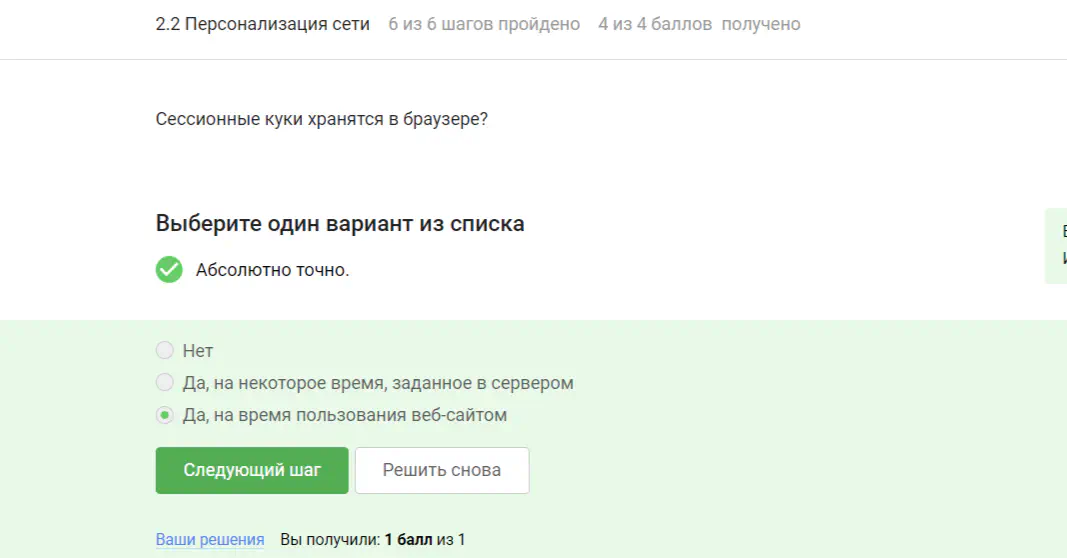 2.2 Персонализация сети 6 из 6 шагов пройдено 4 из 4 баллов получено
Сессионные куки хранятся в браузере?
Выберите один вариант из списка
Абсолютно точно.
Нет
Да, на некоторое время, заданное в сервером
Да, на время пользования веб-сайтом
Следующий шаг Решить снова
Ваши решения Вы получили: 1 балл из 1